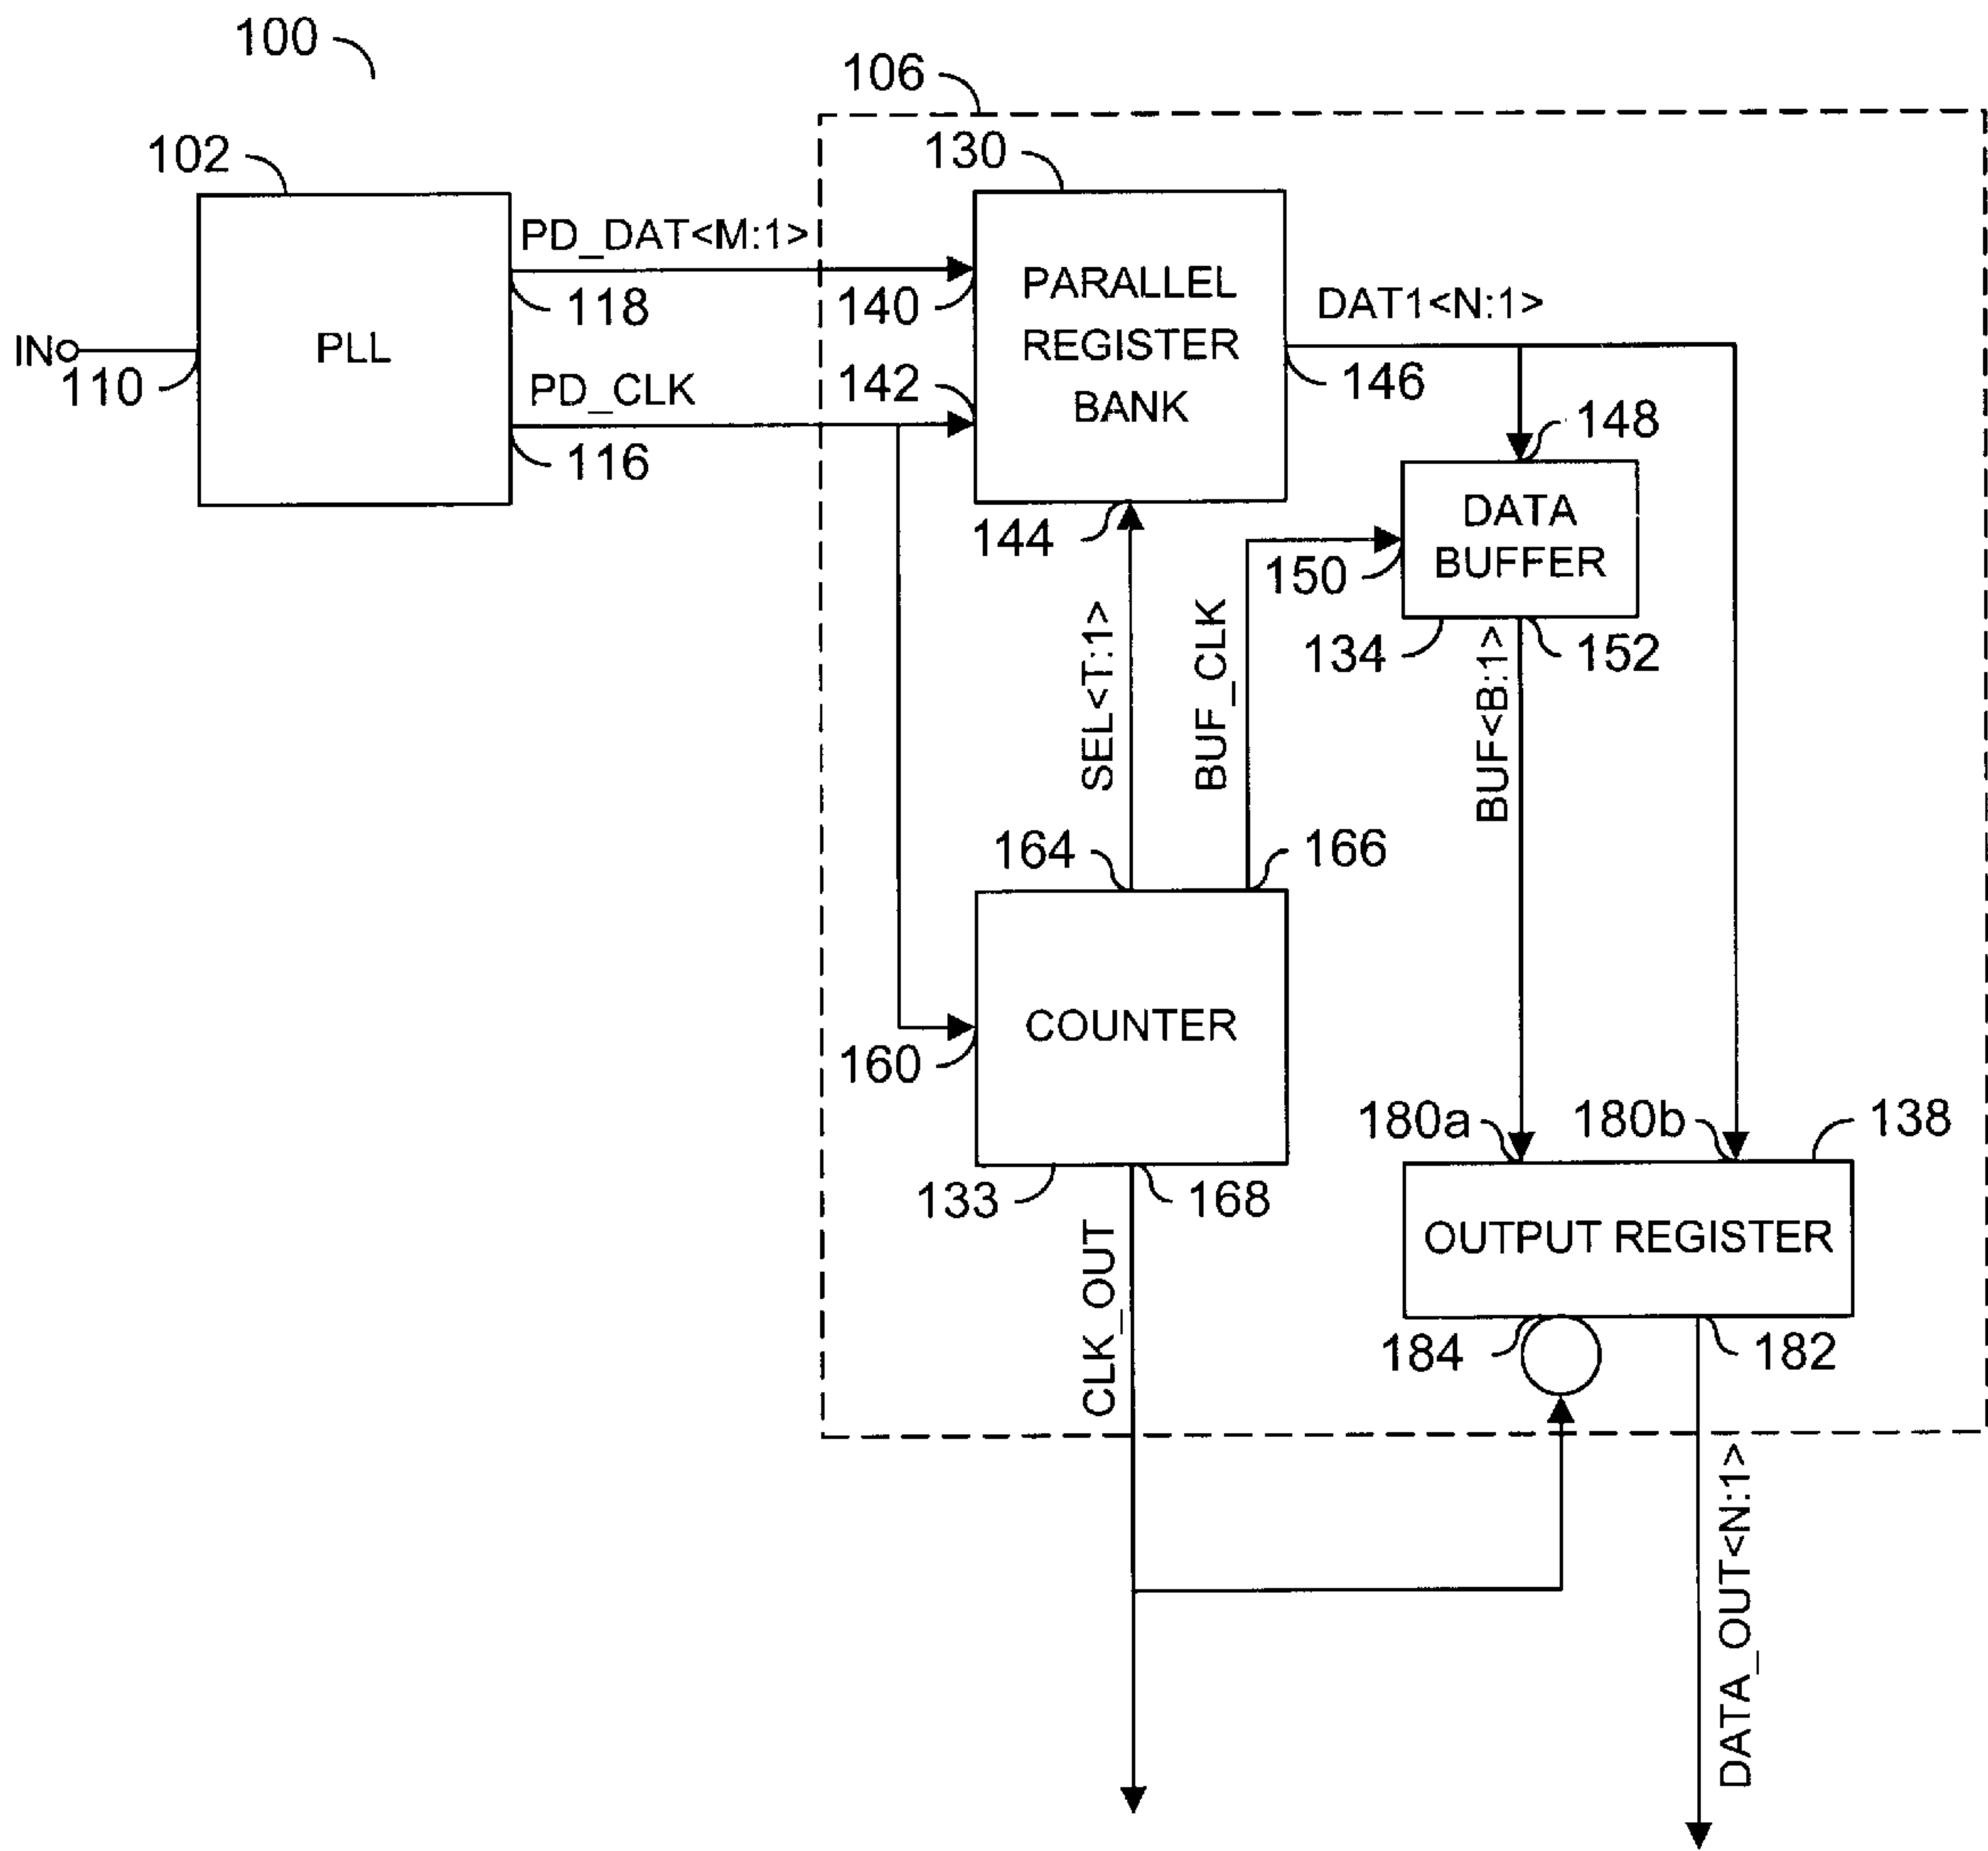 100
106
102
130
PD_DAT<M:1>
118
140
PARALLEL
REGISTER
BANK
DAT1<N:1>
146
IN
110
PLL
PD_CLK
116
142
144
148
DATA
BUFFER
150
134
152
SEL<T:1>
BUF_CLK
BUF<B:1>
164
166
COUNTER
160
133
168
180a
180b
138
OUTPUT REGISTER
184
182
CLK_OUT
DATA_OUT<N:1>